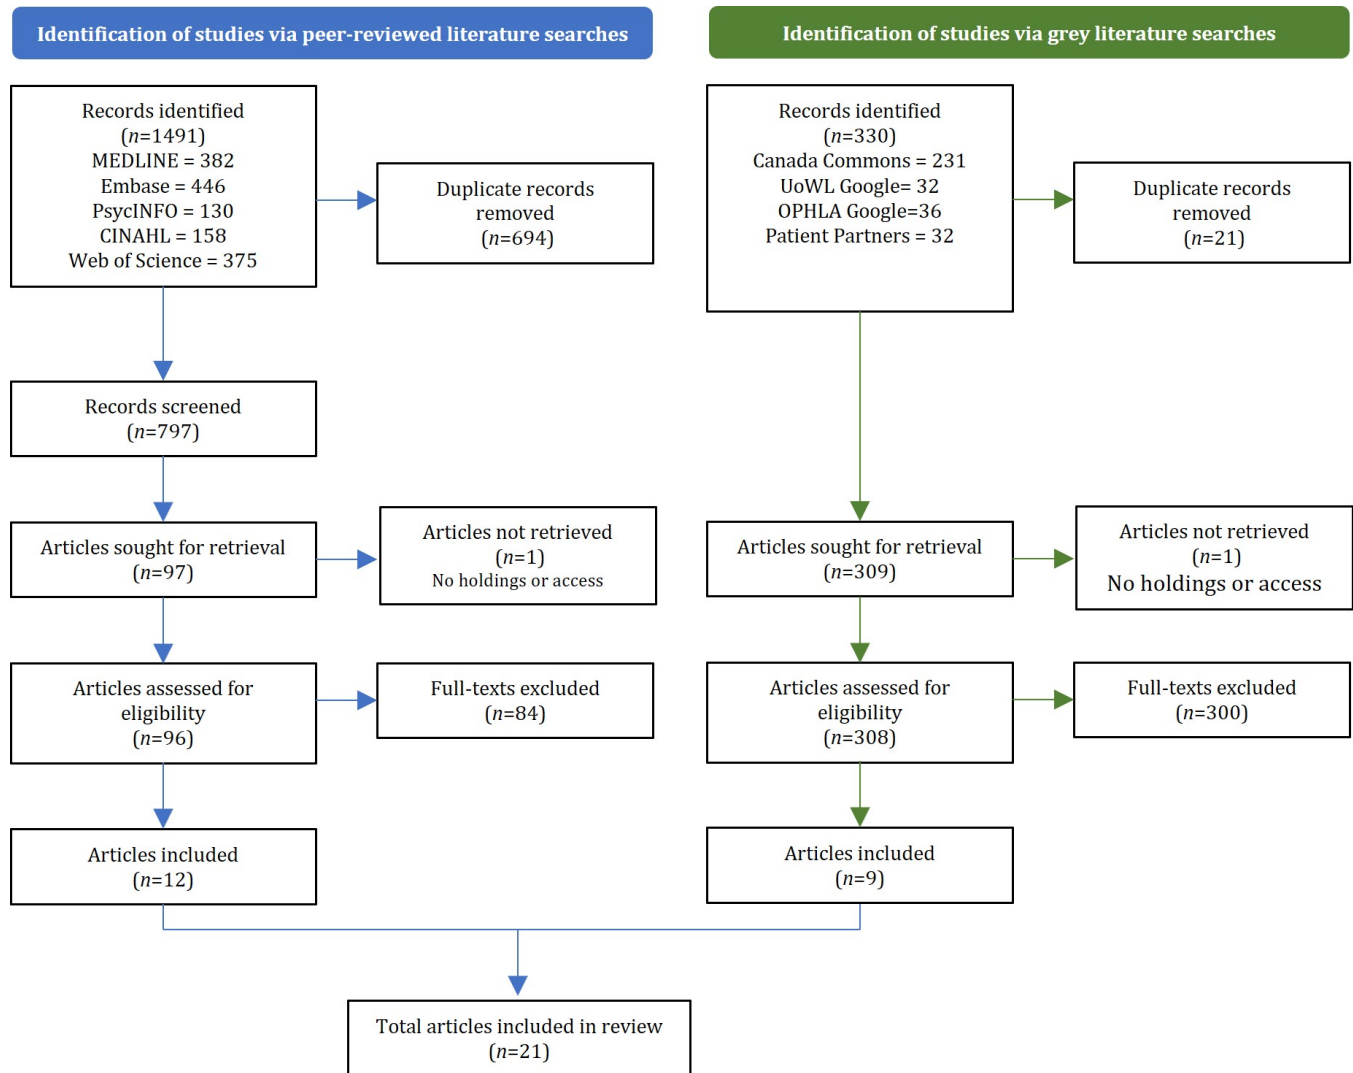 Identification of studies via peer-reviewed literature searches
Records identified
(n=1491)
MEDLINE = 382
Embase = 446
PsycINFO = 130
CINAHL = 158
Web of Science = 375
Duplicate records
removed
(n=694)
Records screened
(n=797)
Articles sought for retrieval
(n=97)
Articles not retrieved
(n=1)
No holdings or access
Articles assessed for
eligibility
(n=96)
Full-texts excluded
(n=84)
Articles included
(n=12)
Identification of studies via grey literature searches
Records identified
(n=330)
Canada Commons = 231
UoWL Google= 32
OPHLA Google=36
Patient Partners = 32
Duplicate records
removed
(n=21)
Articles sought for retrieval
(n=309)
Articles not retrieved
(n=1)
No holdings or access
Articles assessed for
eligibility
(n=308)
Full-texts excluded
(n=300)
Articles included
(n=9)
Total articles included in review
(n=21)